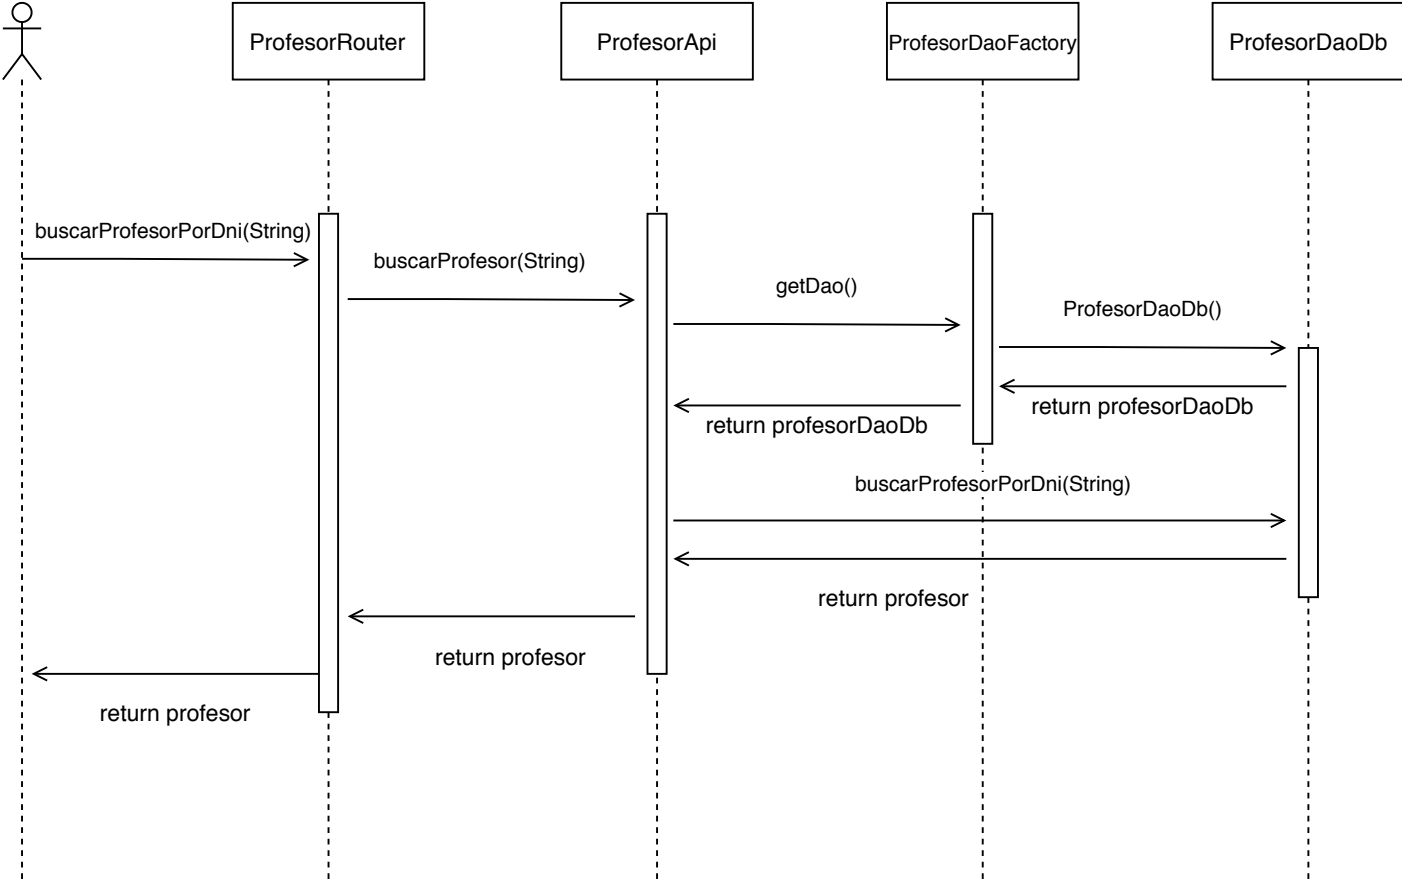 ProfesorRouter
ProfesorApi
ProfesorDaoFactory
ProfesorDaoDb
buscarProfesorPorDni(String)
buscarProfesor(String)
getDao()
ProfesorDaoDb()
return profesorDaoDb
return profesorDaoDb
buscarProfesorPorDni(String)
return profesor
return profesor
return profesor